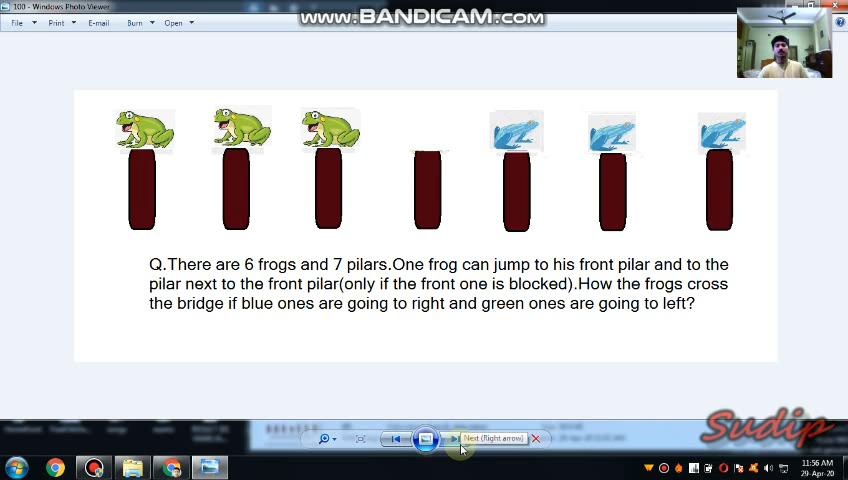 100 - Windows Photo Viewer
www.BANDICAM.com
File Print E-mail Burn Open
Q.There are 6 frogs and 7 pilars.One frog can jump to his front pilar and to the
pilar next to the front pilar(only if the front one is blocked).How the frogs cross
the bridge if blue ones are going to right and green ones are going to left?
Next (Right arrow)
Sudip
11:56 AM
29-Apr-20